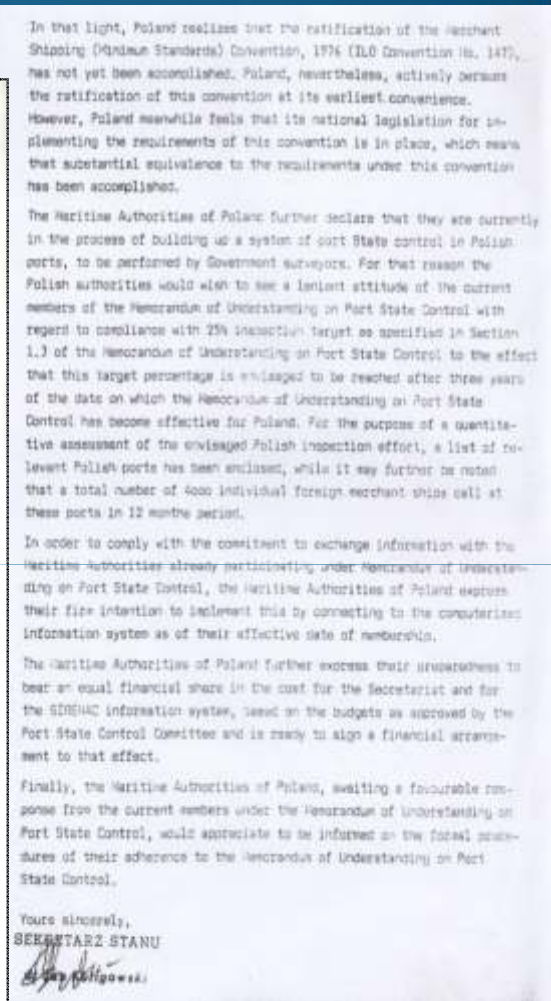 In that light, Poland realizes that the ratification of the Merchant
Shipping (Minimum Standards) Convention, 1976 (ILO Convention No. 147),
has not yet been accomplished. Poland, nevertheless, actively persues
the ratification of this convention at its earliest convenience.
However, Poland meanwhile feels that its national legislation for im-
plementing the requirements of this convention is in place, which means
that substantial equivalence to the requirements under this convention
has been accomplished.
The Maritime Authorities of Poland further declare that they are currently
in the process of building up a system of port State control in Polish
ports, to be performed by Government surveyors. For that reason the
Polish authorities would wish to see a lenient attitude of the current
members of the Memorandum of Understanding on Port State Control with
regard to compliance with 25% inspection target as specified in Section
1.3 of the Memorandum of Understanding on Port State Control to the effect
that this target percentage is envisaged to be reached after three years
of the date on which the Memorandum of Understanding on Port State
Control has become effective for Poland. For the purpose of a quantita-
tive assessment of the envisaged Polish inspection effort, a list of re-
levant Polish ports has been enclosed, while it may further be noted
that a total number of 4000 individual foreign merchant ships call at
these ports in 12 months period.
In order to comply with the commitment to exchange information with the
Maritime Authorities already participating under Memorandum of Understan-
ding on Port State Control, the Maritime Authorities of Poland express
their firm intention to implement this by connecting to the computerized
information system as of their effective date of membership.
The Maritime Authorities of Poland further express their preparedness to
bear an equal financial share in the cost for the Secretariat and for
the SIRENAC information system, based on the budgets as approved by the
Port State Control Committee and is ready to sign a financial arrange-
ment to that effect.
Finally, the Maritime Authorities of Poland, awaiting a favourable res-
ponse from the current members under the Memorandum of Understanding on
Port State Control, would appreciate to be informed on the formal proce-
dures of their adherence to the Memorandum of Understanding on Port
State Control.
Yours sincerely,
SEKRETARZ STANU